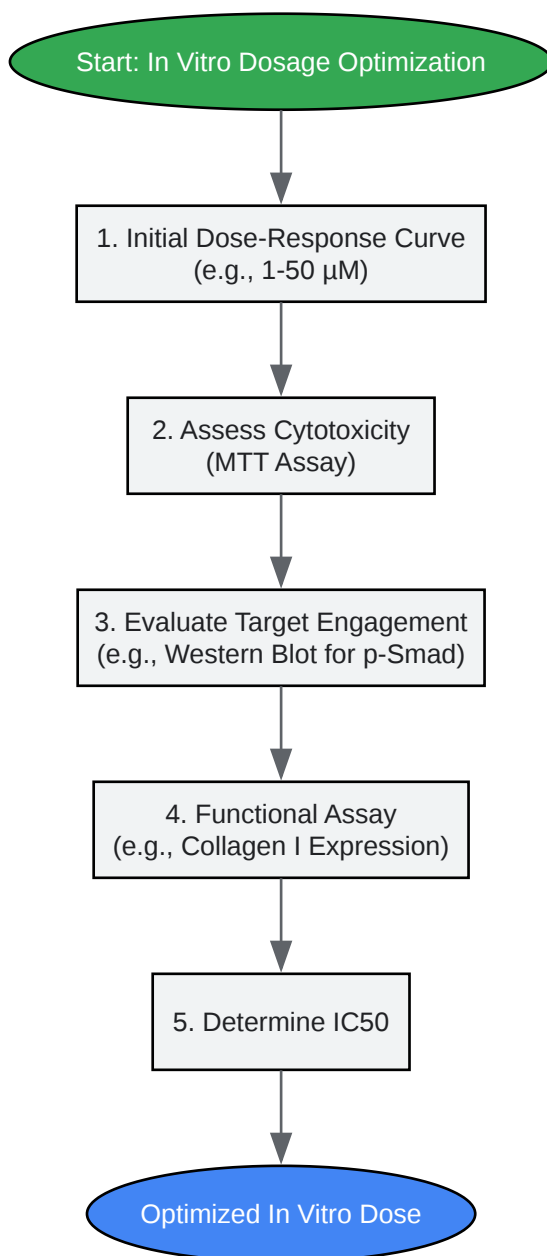 Start: In Vitro Dosage Optimization
1. Initial Dose-Response Curve
(e.g., 1-50 µM)
2. Assess Cytotoxicity
(MTT Assay)
3. Evaluate Target Engagement
(e.g., Western Blot for p-Smad)
4. Functional Assay
(e.g., Collagen I Expression)
5. Determine IC50
Optimized In Vitro Dose